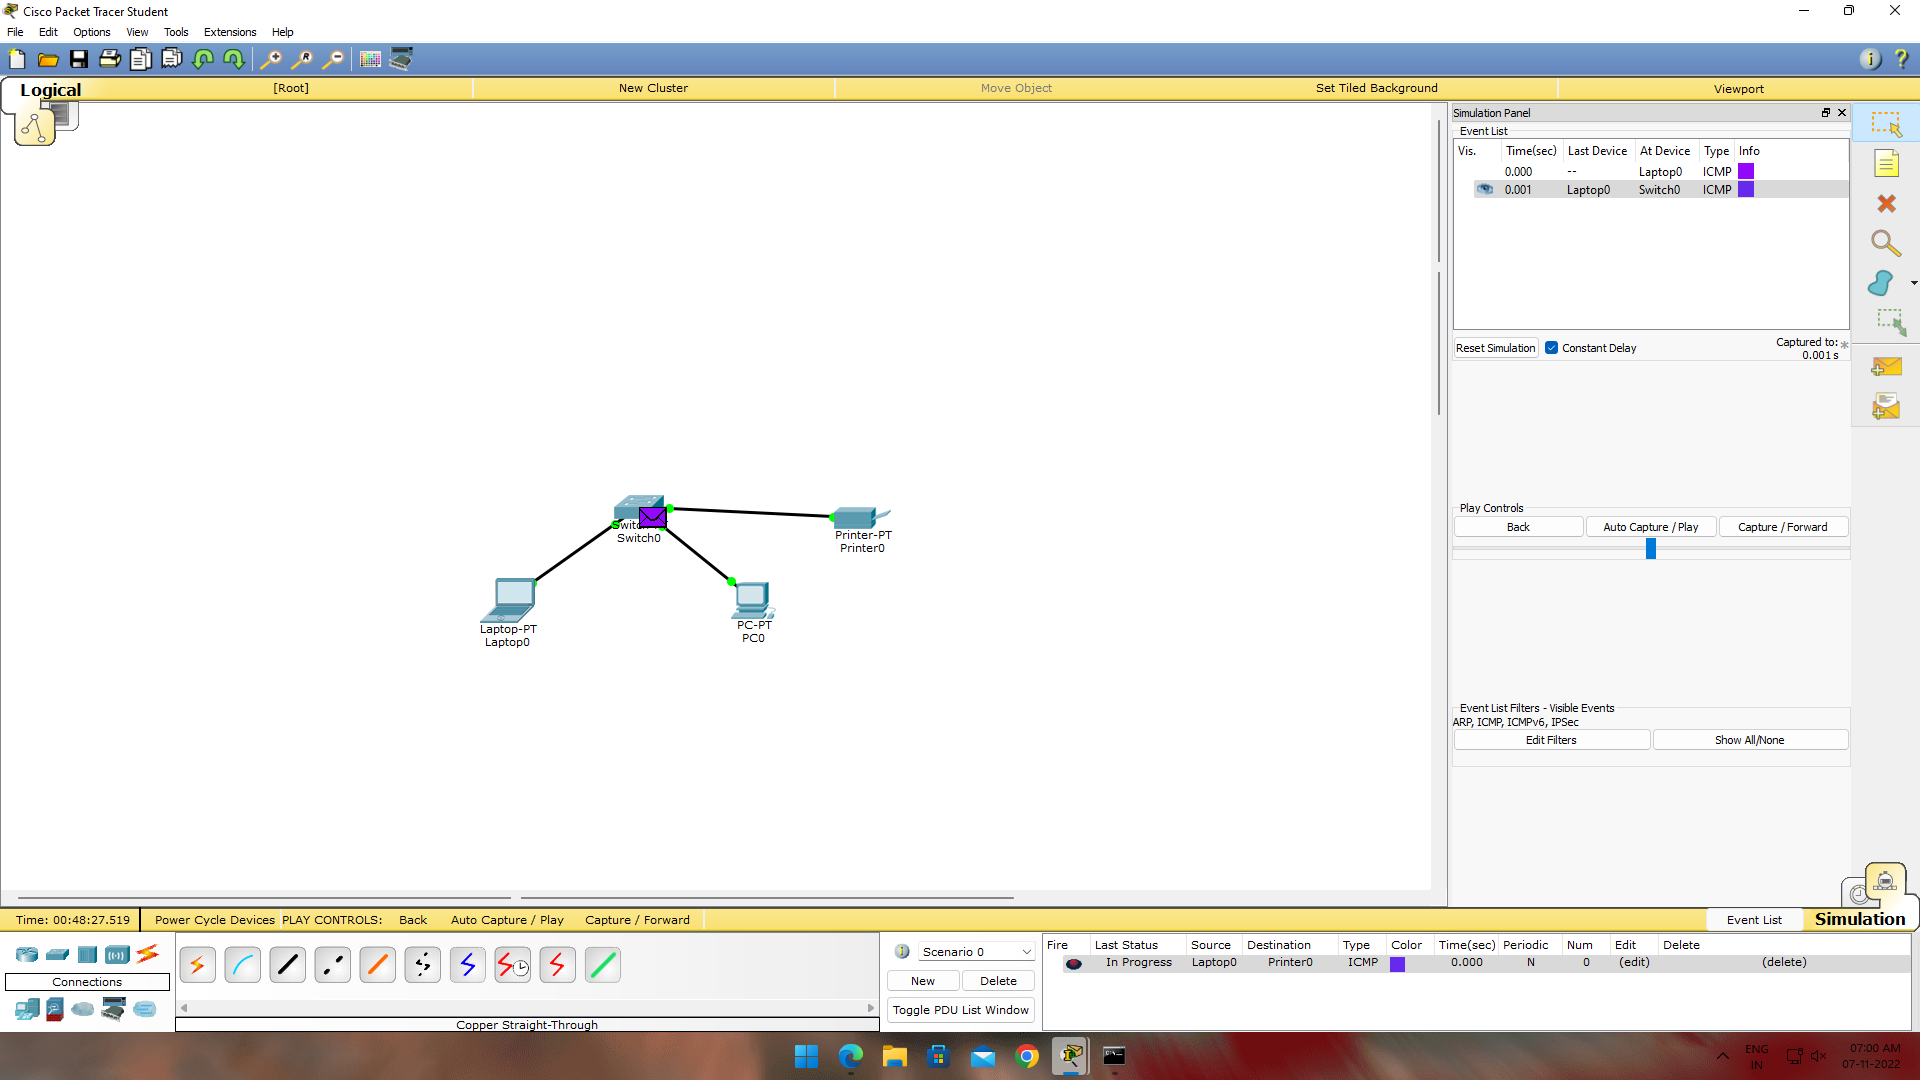 Cisco Packet Tracer Student
File Edit Options View Tools Extensions Help
Logical [Root] New Cluster Move Object Set Tiled Background Viewport
Simulation Panel
Event List
Vis. Time(sec) Last Device At Device Type Info
0.000 -- Laptop0 ICMP
0.001 Laptop0 Switch0 ICMP
Reset Simulation Constant Delay Captured to: *
0.001 s
Play Controls
Back Auto Capture / Play Capture / Forward
Switch0
Printer-PT
Printer0
Laptop-PT
Laptop0
PC-PT
PC0
Event List Filters - Visible Events
ARP, ICMP, ICMPv6, IPSec
Edit Filters Show All/None
Time: 00:48:27.519 Power Cycle Devices PLAY CONTROLS: Back Auto Capture / Play Capture / Forward Event List Simulation
Connections
Copper Straight-Through
Scenario 0
New Delete
Toggle PDU List Window
Fire Last Status Source Destination Type Color Time(sec) Periodic Num Edit Delete
In Progress Laptop0 Printer0 ICMP 0.000 N 0 (edit) (delete)
ENG
IN
07:00 AM
07-11-2022